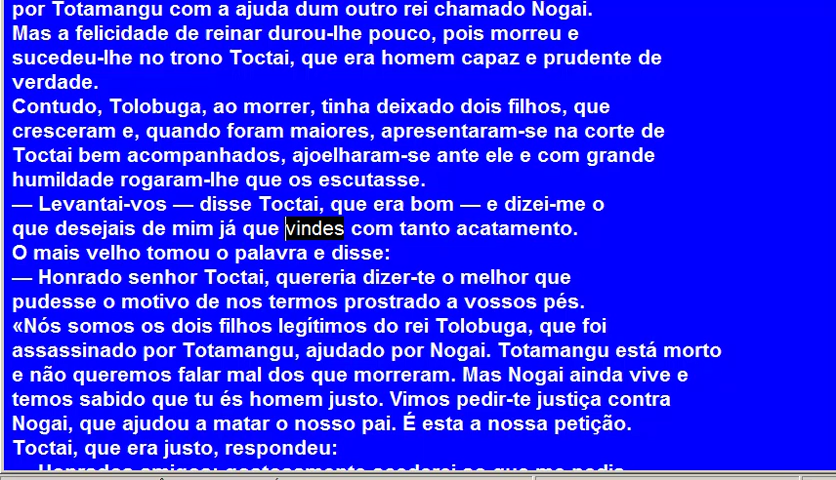 por Totamangu com a ajuda dum outro rei chamado Nogai.
Mas a felicidade de reinar durou-lhe pouco, pois morreu e
sucedeu-lhe no trono Toctai, que era homem capaz e prudente de
verdade.
Contudo, Tolobuga, ao morrer, tinha deixado dois filhos, que
cresceram e, quando foram maiores, apresentaram-se na corte de
Toctai bem acompanhados, ajoelharam-se ante ele e com grande
humildade rogaram-lhe que os escutasse.
— Levantai-vos — disse Toctai, que era bom — e dizei-me o
que desejais de mim já que vindes com tanto acatamento.
O mais velho tomou o palavra e disse:
— Honrado senhor Toctai, quereria dizer-te o melhor que
pudesse o motivo de nos termos prostrado a vossos pés.
«Nós somos os dois filhos legítimos do rei Tolobuga, que foi
assassinado por Totamangu, ajudado por Nogai. Totamangu está morto
e não queremos falar mal dos que morreram. Mas Nogai ainda vive e
temos sabido que tu és homem justo. Vimos pedir-te justiça contra
Nogai, que ajudou a matar o nosso pai. É esta a nossa petição.
Toctai, que era justo, respondeu: